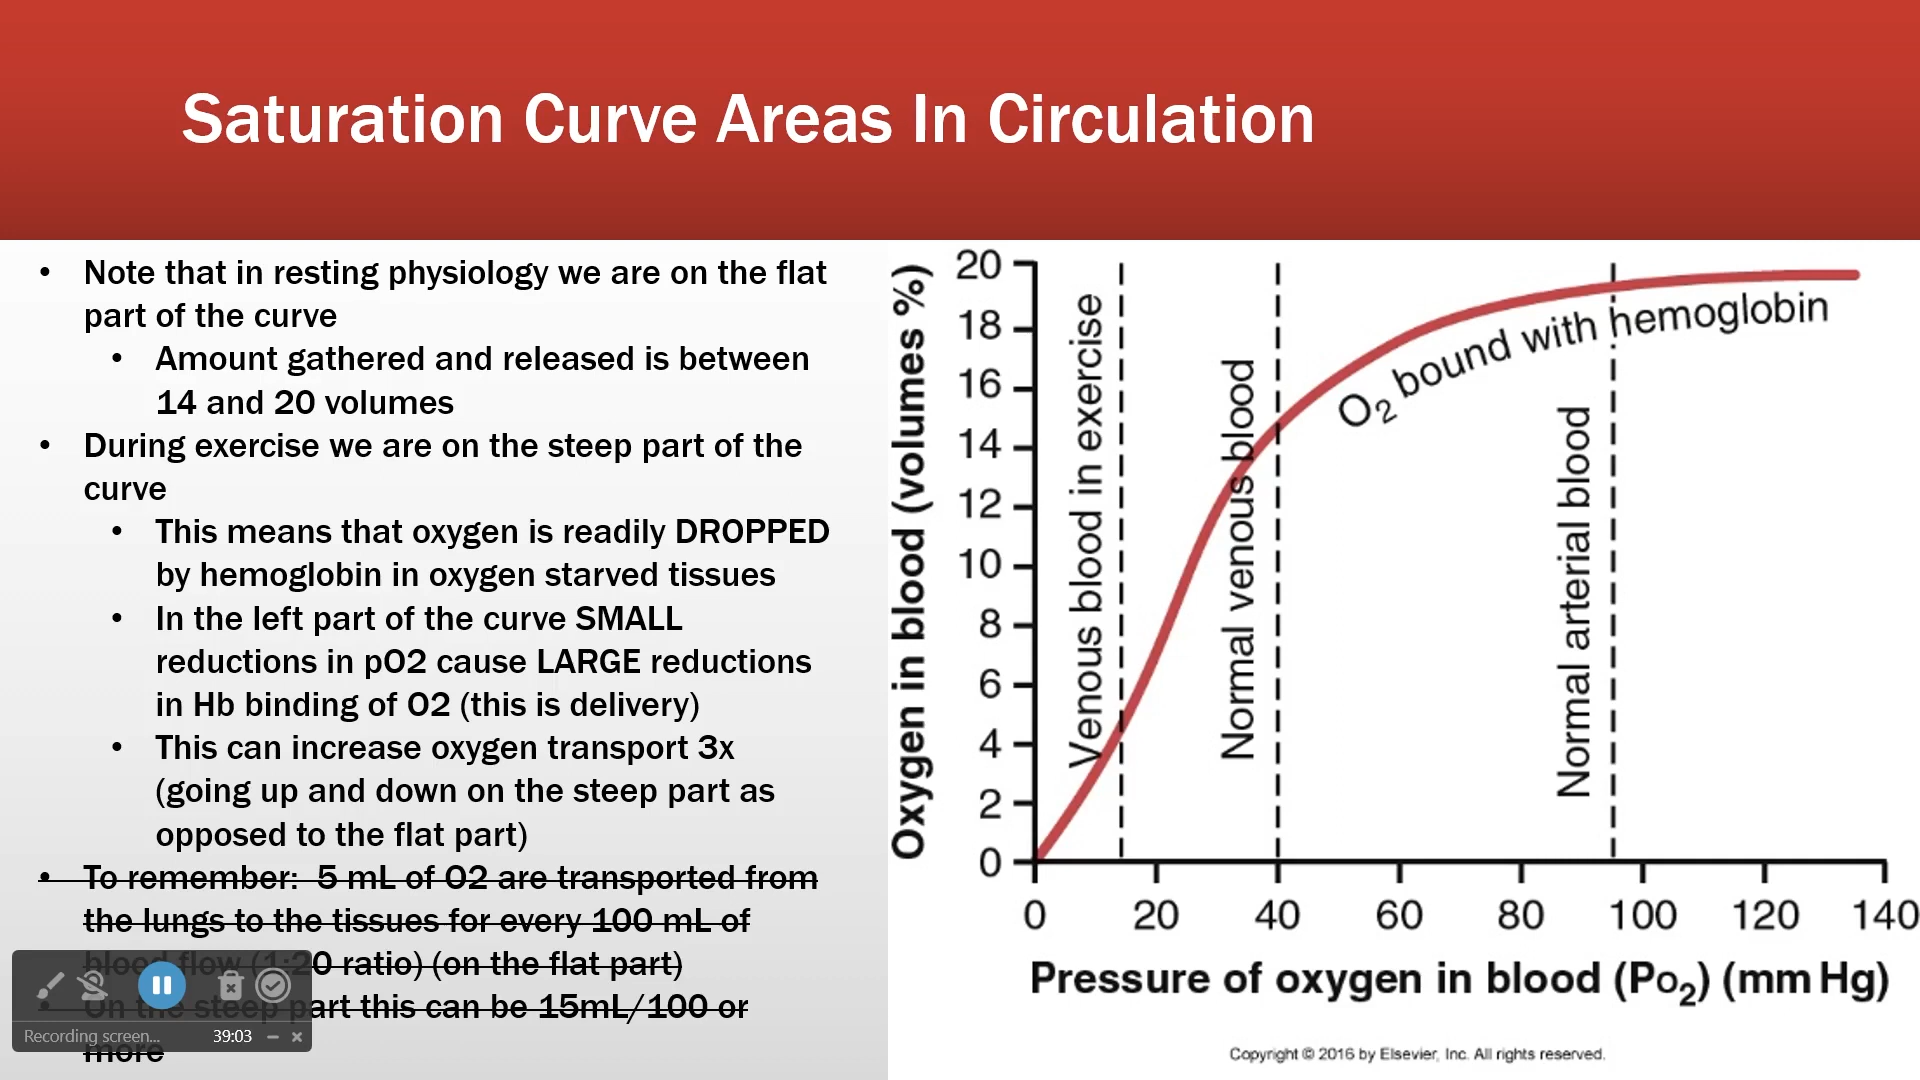 Saturation Curve Areas In Circulation
• Note that in resting physiology we are on the flat
part of the curve
• Amount gathered and released is between
14 and 20 volumes
• During exercise we are on the steep part of the
curve
• This means that oxygen is readily DROPPED
by hemoglobin in oxygen starved tissues
• In the left part of the curve SMALL
reductions in pO2 cause LARGE reductions
in Hb binding of O2 (this is delivery)
• This can increase oxygen transport 3x
(going up and down on the steep part as
opposed to the flat part)
• To remember: 5 mL of O2 are transported from
the lungs to the tissues for every 100 mL of
blood flow (1:20 ratio) (on the flat part)
• On the steep part this can be 15mL/100 or
more
Recording screen... 39:03
Oxygen in blood (volumes %)
20
18
16
14
12
10
8
6
4
2
0
Venous blood in exercise
Normal venous blood
Normal arterial blood
O2 bound with hemoglobin
0 20 40 60 80 100 120 140
Pressure of oxygen in blood (Po2) (mm Hg)
Copyright © 2016 by Elsevier, Inc. All rights reserved.